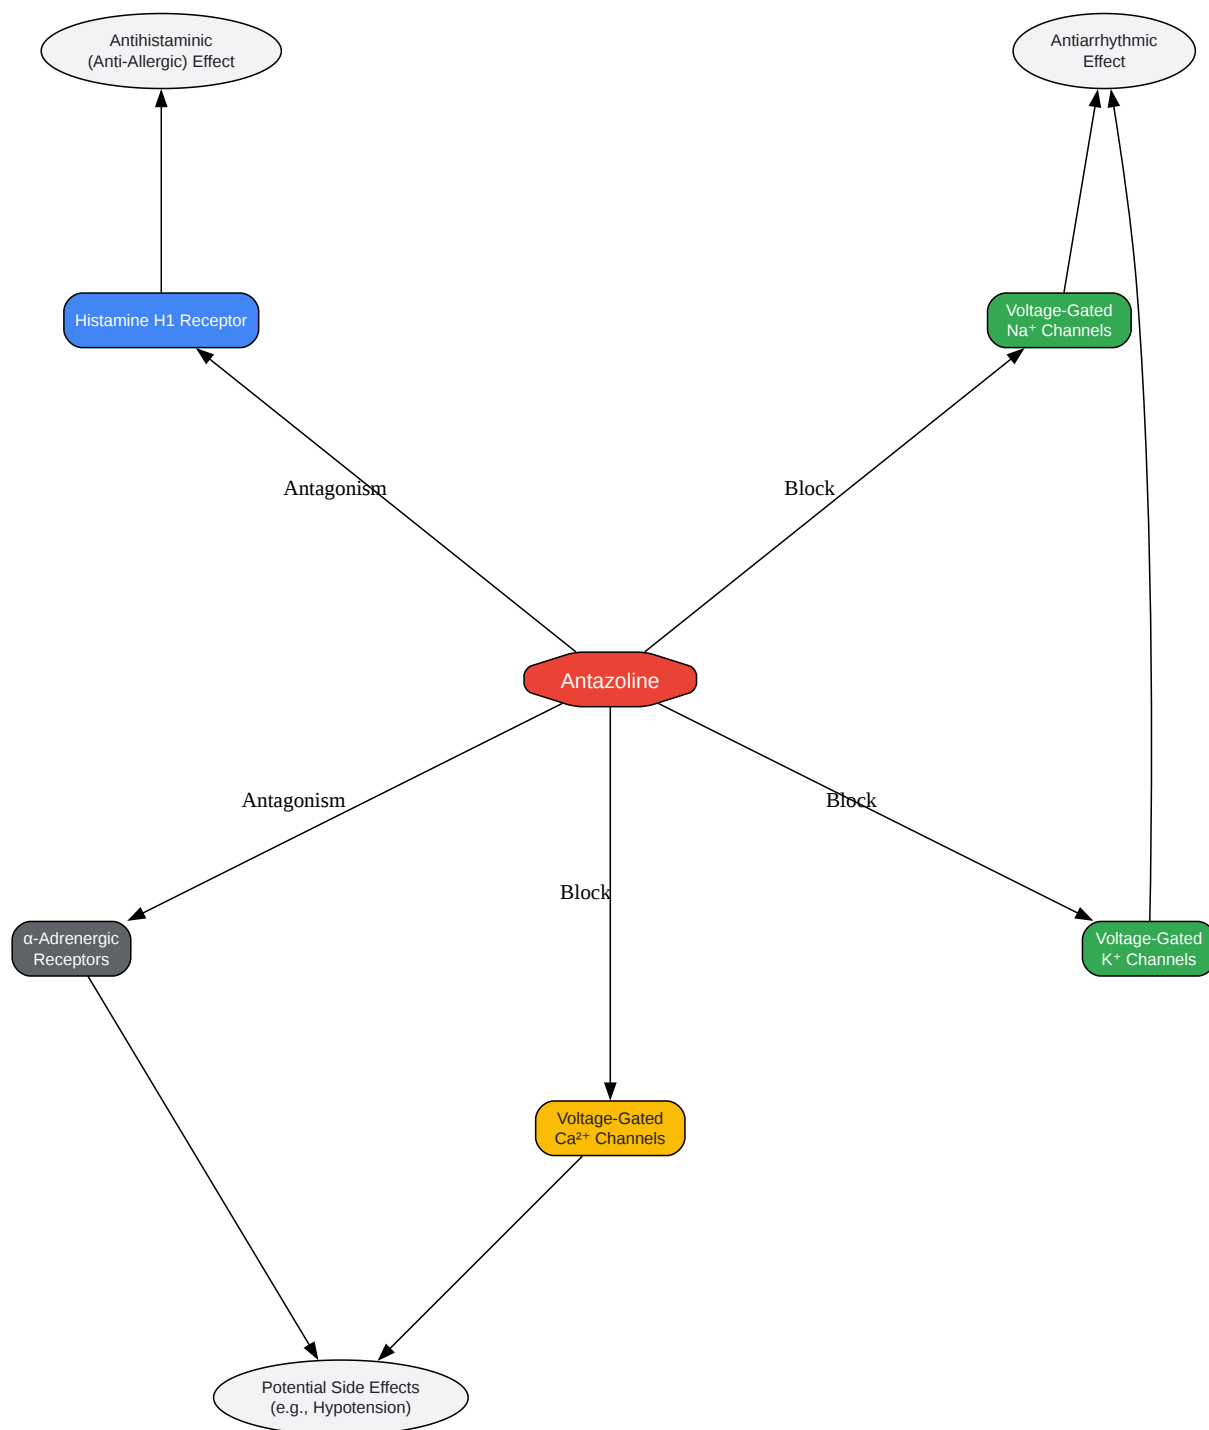 Antihistaminic
(Anti-Allergic) Effect
Antiarrhythmic
Effect
Histamine H1 Receptor
Voltage-Gated
Na⁺ Channels
Antagonism
Block
Antazoline
Antagonism
Block
Block
α-Adrenergic
Receptors
Voltage-Gated
K⁺ Channels
Voltage-Gated
Ca²⁺ Channels
Potential Side Effects
(e.g., Hypotension)